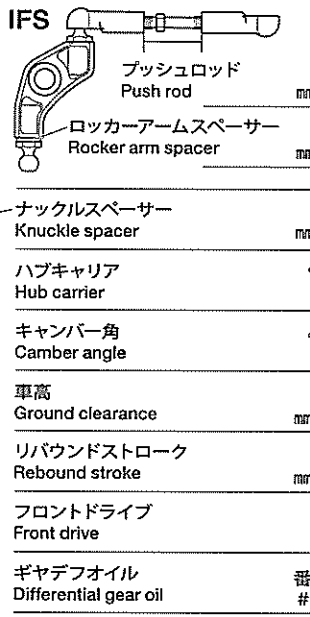 IFS
プッシュロッド
Push rod mm
ロッカーアームスペーサー
Rocker arm spacer mm
ナックルスペーサー
Knuckle spacer mm
ハブキャリア
Hub carrier °
キャンバー角
Camber angle °
車高
Ground clearance mm
リバウンドストローク
Rebound stroke mm
フロントドライブ
Front drive
ギヤデフオイル 番
Differential gear oil #